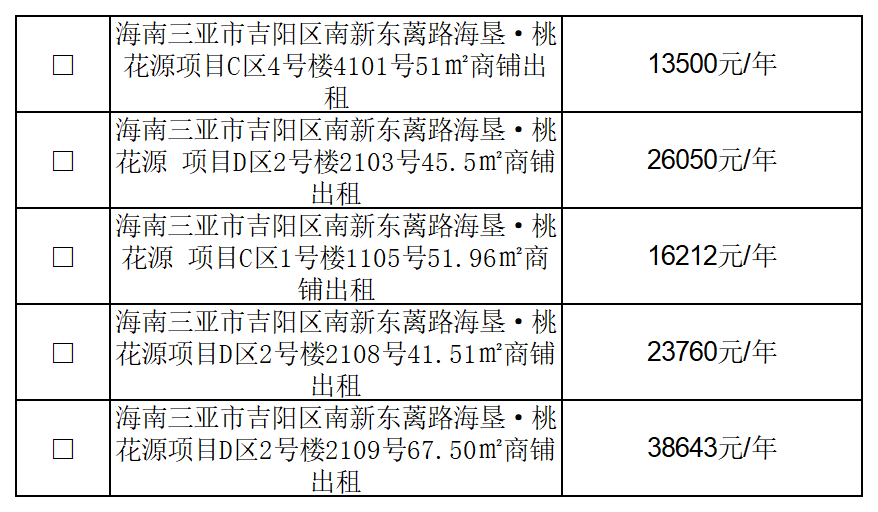 □
海南三亚市吉阳区南新东蓠路海垦·桃
花源项目C区4号楼4101号51㎡商铺出
租
13500元/年
□
海南三亚市吉阳区南新东蓠路海垦·桃
花源 项目D区2号楼2103号45.5㎡商铺
出租
26050元/年
□
海南三亚市吉阳区南新东蓠路海垦·桃
花源 项目C区1号楼1105号51.96㎡商
铺出租
16212元/年
□
海南三亚市吉阳区南新东蓠路海垦·桃
花源项目D区2号楼2108号41.51㎡商铺
出租
23760元/年
□
海南三亚市吉阳区南新东蓠路海垦·桃
花源项目D区2号楼2109号67.50㎡商铺
出租
38643元/年